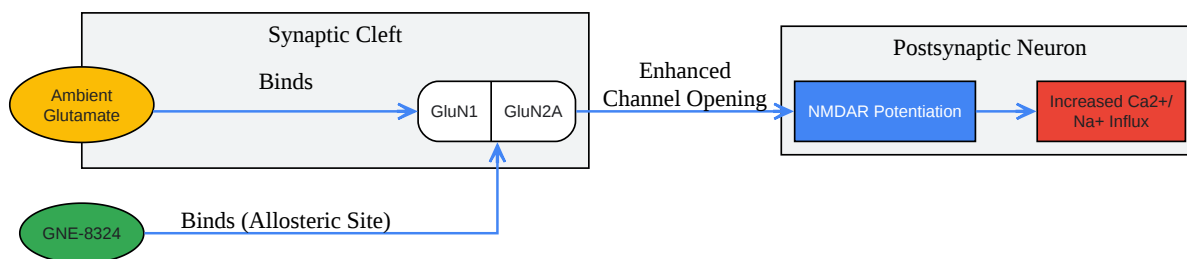 Synaptic Cleft
Postsynaptic Neuron
Ambient
Glutamate
Binds
GluN1
GluN2A
Enhanced
Channel Opening
NMDAR Potentiation
Increased Ca2+/
Na+ Influx
GNE-8324
Binds (Allosteric Site)